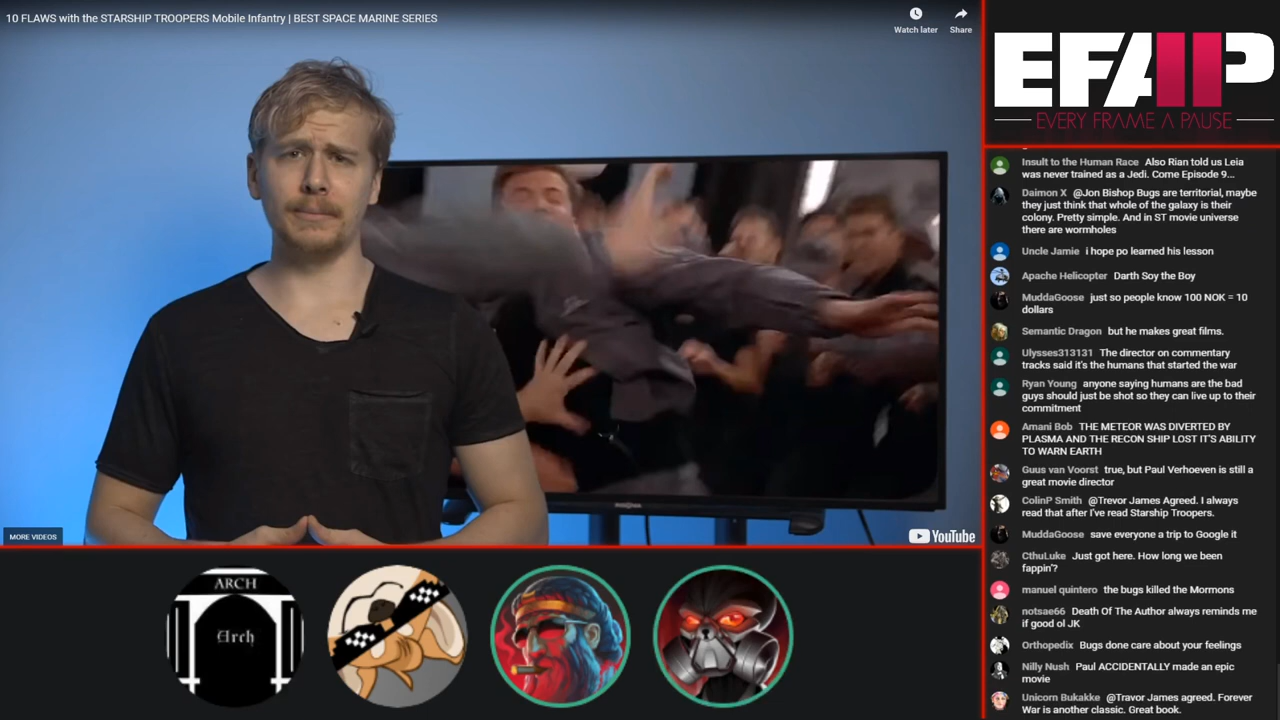 10 FLAWS with the STARSHIP TROOPERS Mobile Infantry | BEST SPACE MARINE SERIES
Watch later
Share
MORE VIDEOS
YouTube
ARCH
Arch
EFAP
EVERY FRAME A PAUSE
Insult to the Human Race Also Rian told us Leia
was never trained as a Jedi. Come Episode 9...
Daimon X @Jon Bishop Bugs are territorial, maybe
they just think that whole of the galaxy is their
colony. Pretty simple. And in ST movie universe
there are wormholes
Uncle Jamie i hope po learned his lesson
Apache Helicopter Darth Soy the Boy
MuddaGoose just so people know 100 NOK = 10
dollars
Semantic Dragon but he makes great films.
Ulysses313131 The director on commentary
tracks said it's the humans that started the war
Ryan Young anyone saying humans are the bad
guys should just be shot so they can live up to their
commitment
Amani Bob THE METEOR WAS DIVERTED BY
PLASMA AND THE RECON SHIP LOST IT'S ABILITY
TO WARN EARTH
Guus van Voorst true, but Paul Verhoeven is still a
great movie director
ColinP Smith @Trevor James Agreed. I always
read that after I've read Starship Troopers.
MuddaGoose save everyone a trip to Google it
CthuLuke Just got here. How long we been
fappin'?
manuel quintero the bugs killed the Mormons
notsae66 Death Of The Author always reminds me
if good ol JK
Orthopedix Bugs done care about your feelings
Nilly Nush Paul ACCIDENTALLY made an epic
movie
Unicorn Bukakke @Travor James agreed. Forever
War is another classic. Great book.